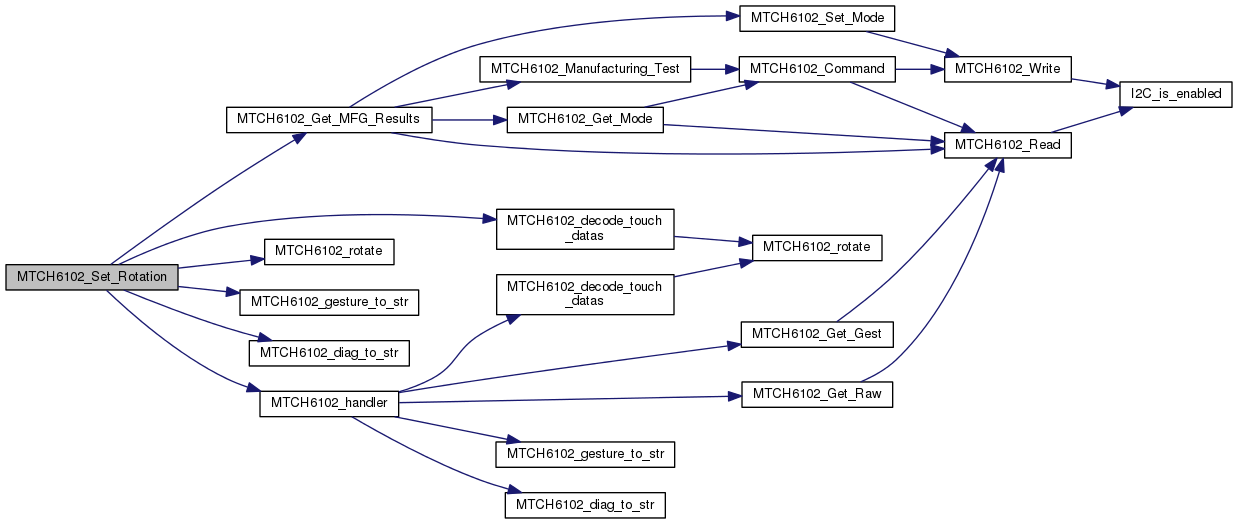 MTCH6102_Set_Mode
MTCH6102_Manufacturing_Test
MTCH6102_Command
MTCH6102_Write
I2C_is_enabled
MTCH6102_Get_MFG_Results
MTCH6102_Get_Mode
MTCH6102_Read
MTCH6102_decode_touch
_datas
MTCH6102_rotate
MTCH6102_rotate
MTCH6102_Set_Rotation
MTCH6102_gesture_to_str
MTCH6102_decode_touch
_datas
MTCH6102_Get_Gest
MTCH6102_diag_to_str
MTCH6102_handler
MTCH6102_Get_Raw
MTCH6102_gesture_to_str
MTCH6102_diag_to_str